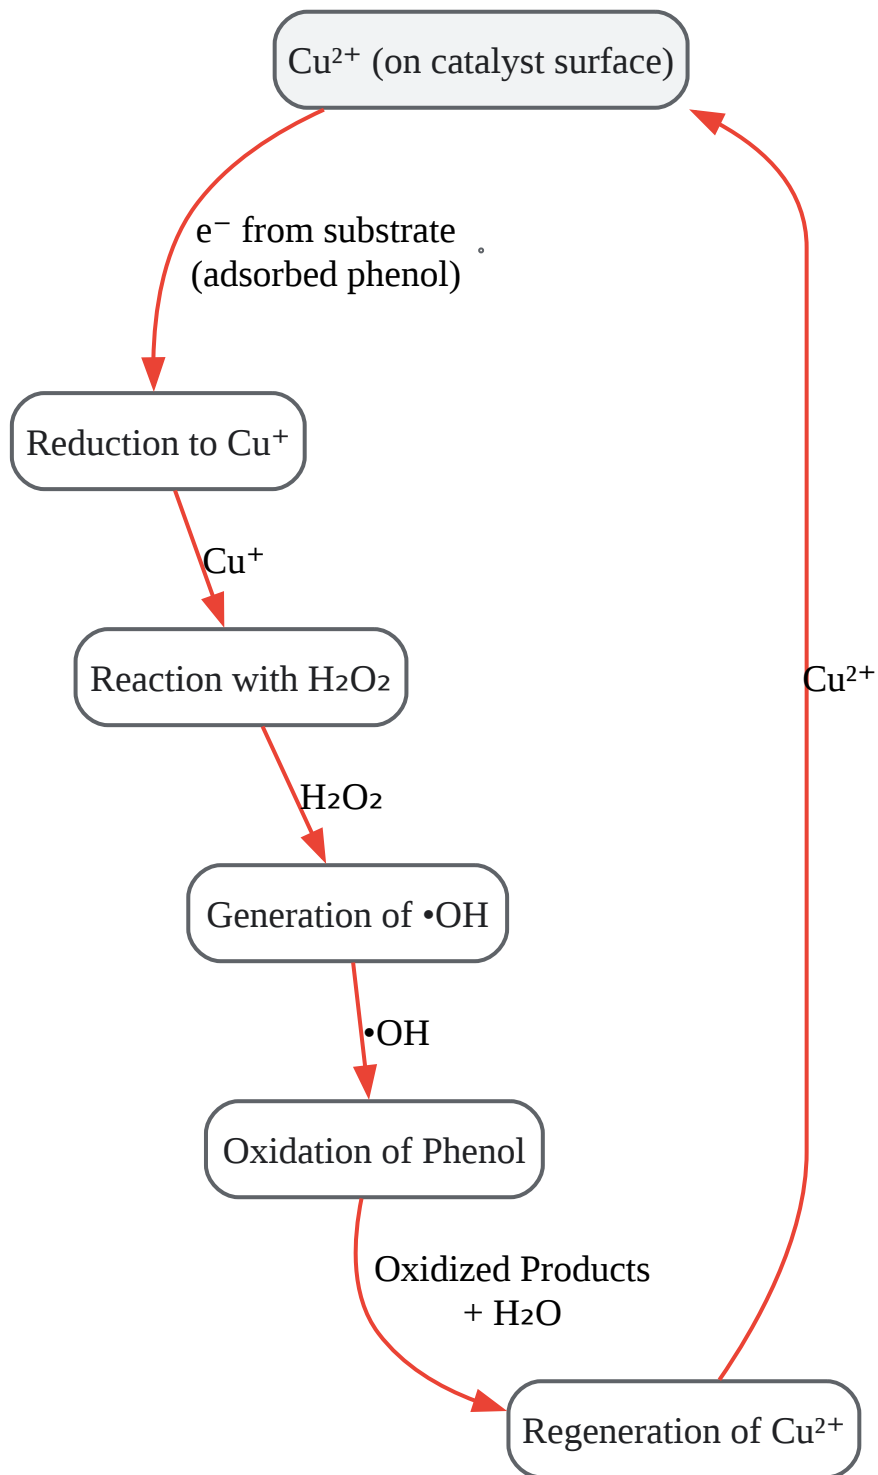 Cu²⁺ (on catalyst surface)
e⁻ from substrate
(adsorbed phenol)
Reduction to Cu⁺
Cu⁺
Reaction with H₂O₂
Cu²⁺
H₂O₂
Generation of •OH
•OH
Oxidation of Phenol
Oxidized Products
+ H₂O
Regeneration of Cu²⁺